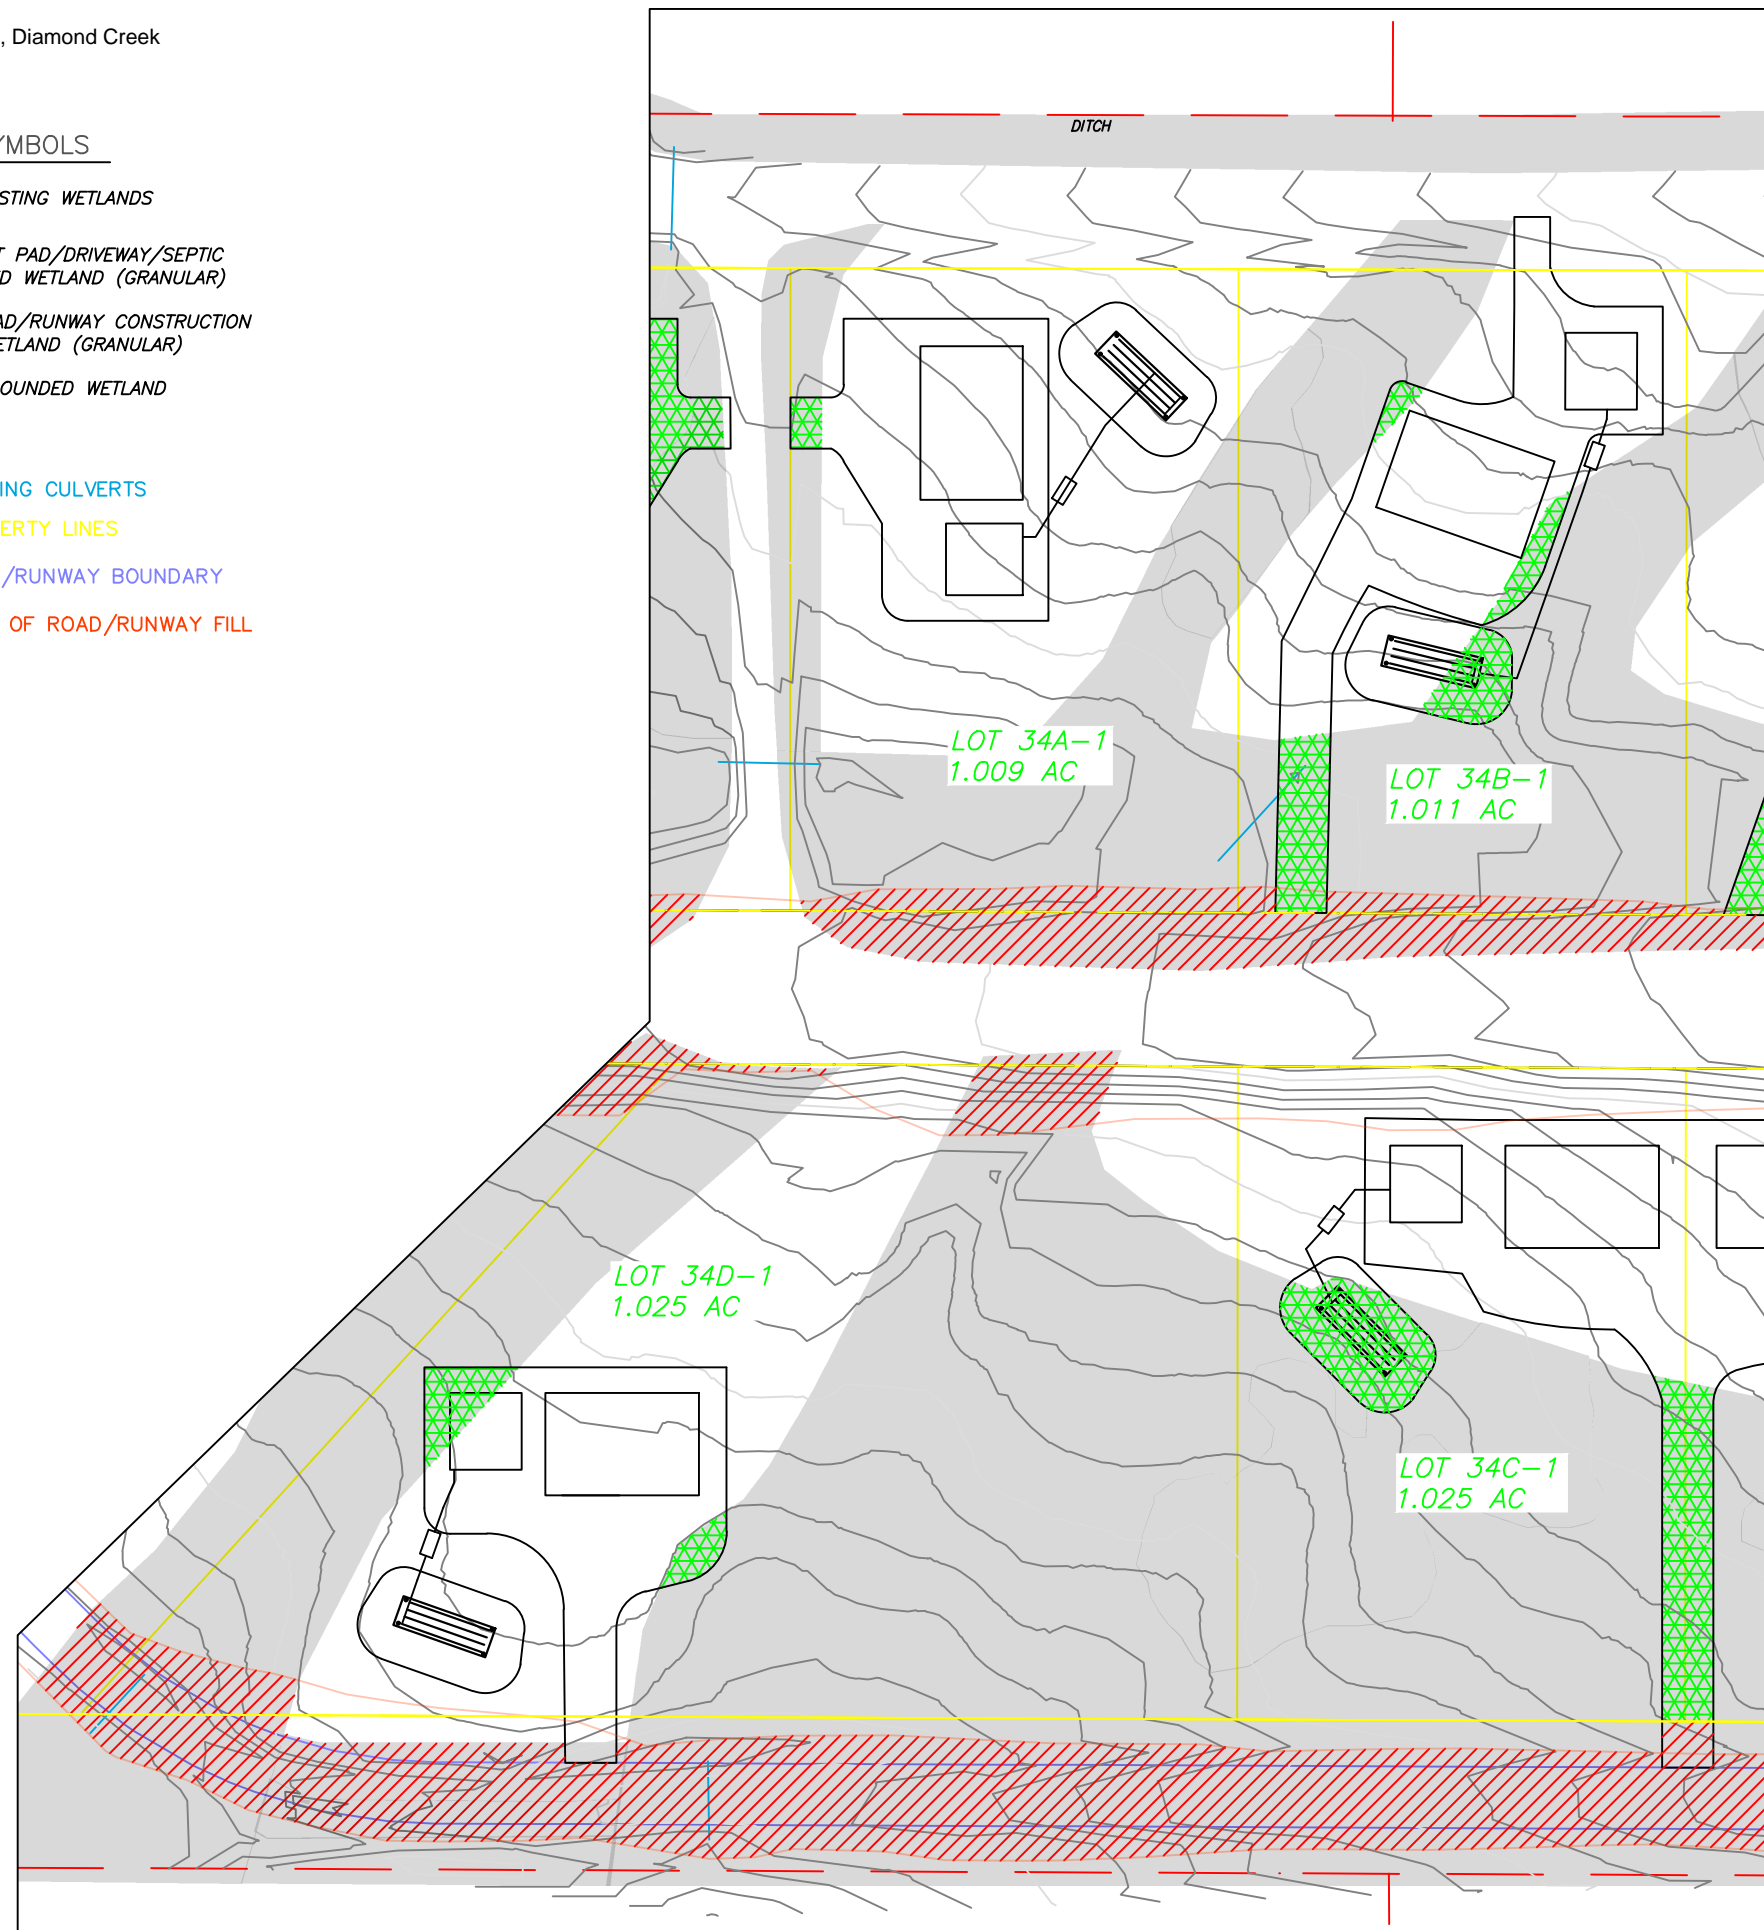 , Diamond Creek
YMBOLS
STING WETLANDS
T PAD/DRIVEWAY/SEPTIC
D WETLAND (GRANULAR)
AD/RUNWAY CONSTRUCTION
ETLAND (GRANULAR)
OUNDED WETLAND
ING CULVERTS
ERTY LINES
/RUNWAY BOUNDARY
OF ROAD/RUNWAY FILL
DITCH
LOT 34A-1
1.009 AC
LOT 34B-1
1.011 AC
LOT 34D-1
1.025 AC
LOT 34C-1
1.025 AC